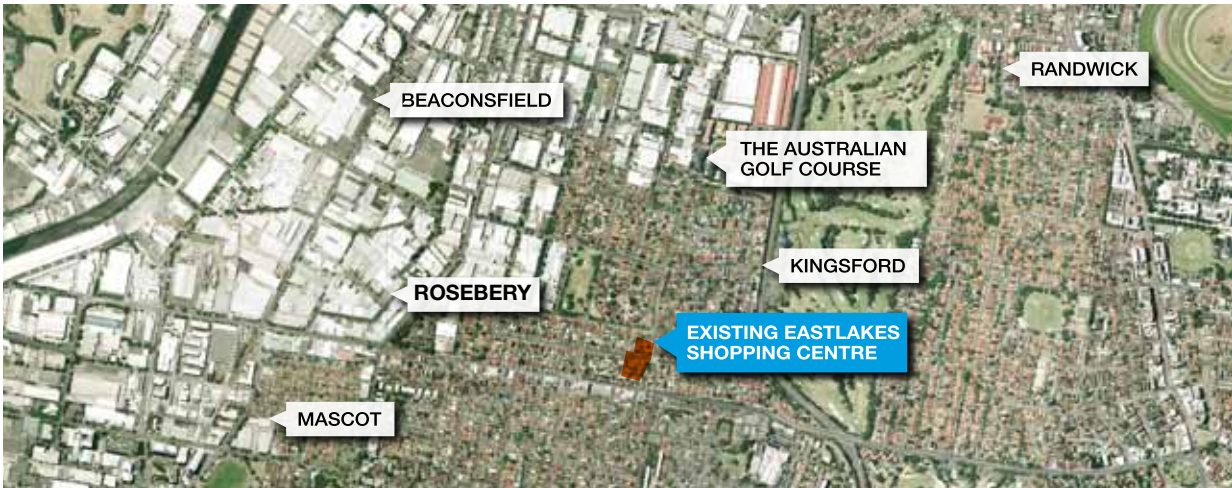 RANDWICK
BEACONSFIELD
THE AUSTRALIAN
GOLF COURSE
KINGSFORD
ROSEBERY
EXISTING EASTLAKES
SHOPPING CENTRE
MASCOT